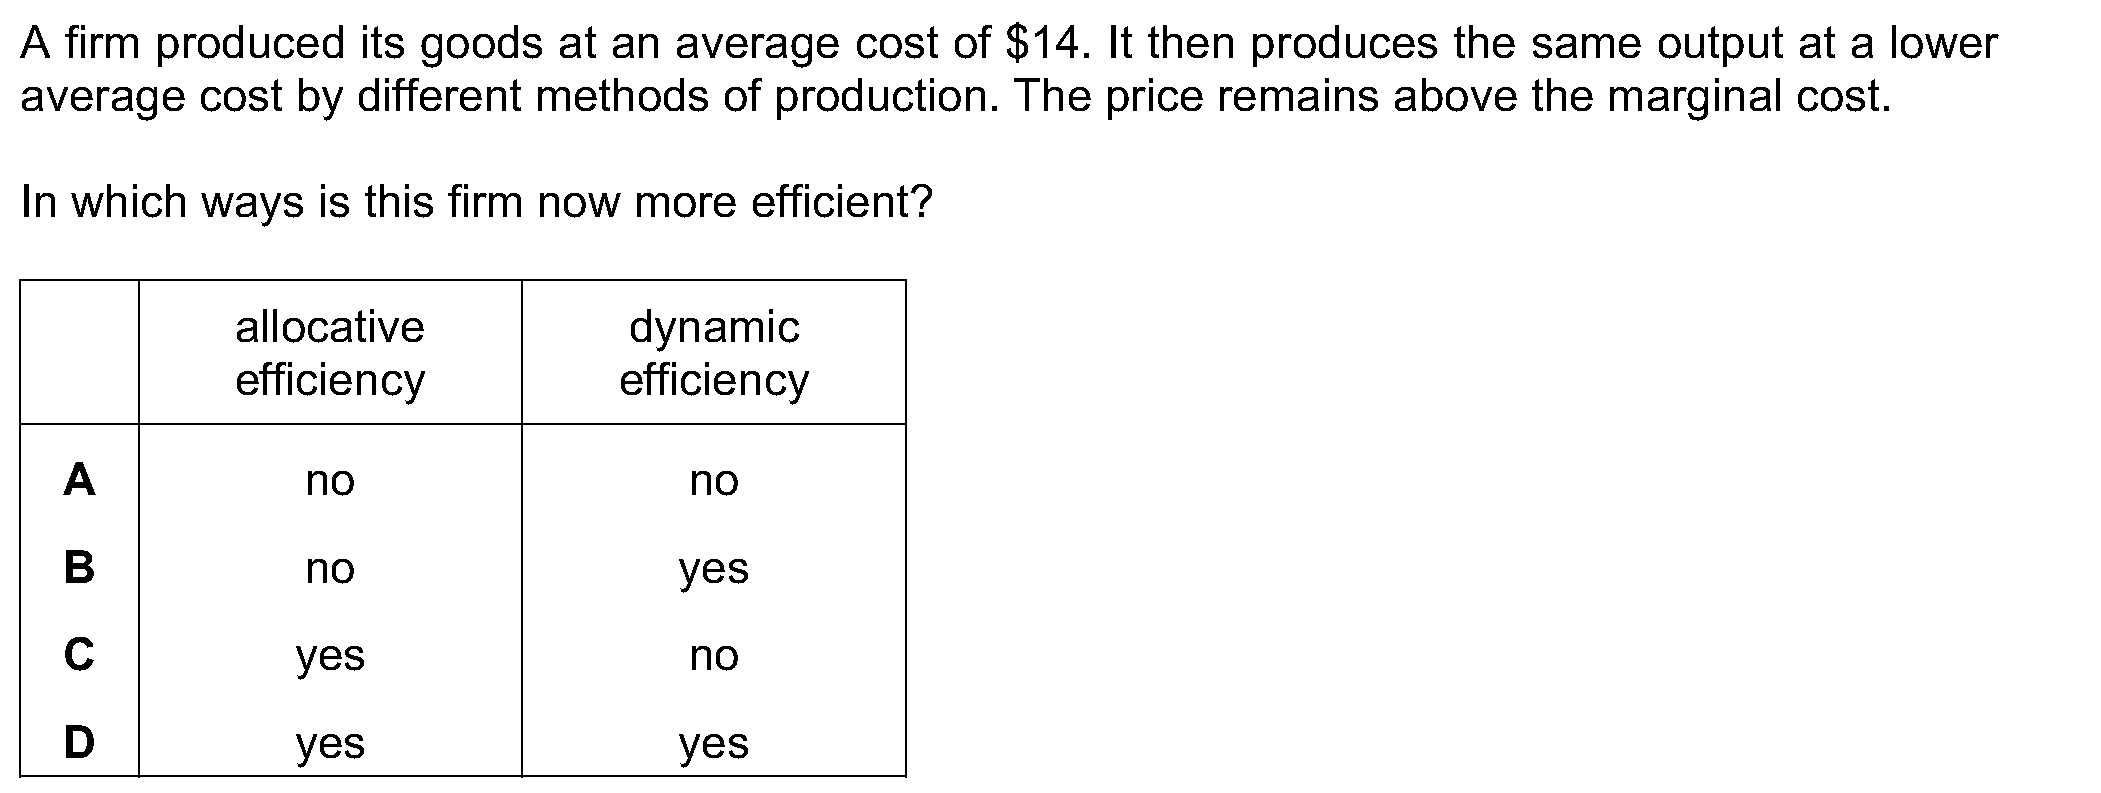 A firm produced its goods at an average cost of $14. It then produces the same output at a lower
average cost by different methods of production. The price remains above the marginal cost.
In which ways is this firm now more efficient?
allocative efficiency dynamic efficiency
A no no
B no yes
C yes no
D yes yes